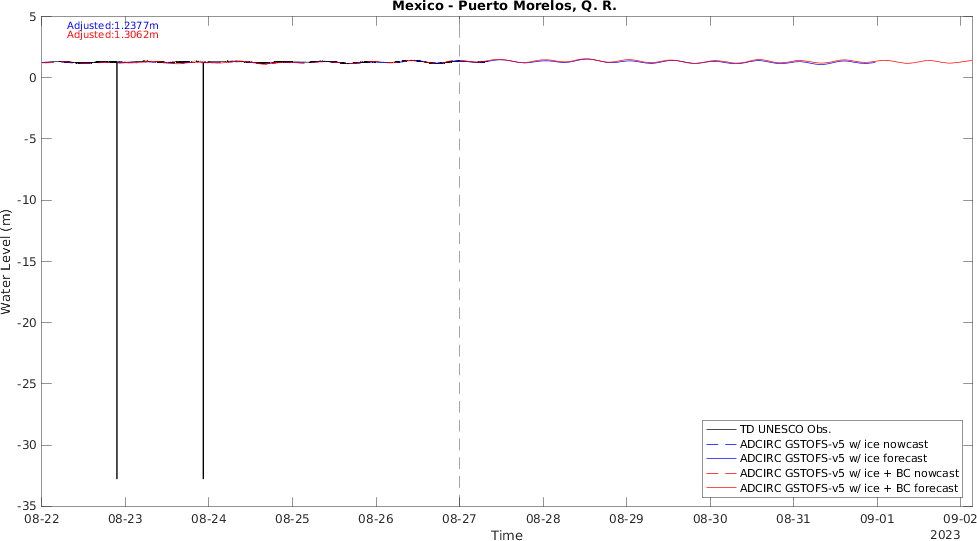 Mexico - Puerto Morelos, Q. R.
Adjusted:1.2377m
Adjusted:1.3062m
5
0
-5
-10
-15
-20
-25
-30
-35
Water Level (m)
TD UNESCO Obs.
ADCIRC GSTOFS-v5 w/ ice nowcast
ADCIRC GSTOFS-v5 w/ ice forecast
ADCIRC GSTOFS-v5 w/ ice + BC nowcast
ADCIRC GSTOFS-v5 w/ ice + BC forecast
08-22 08-23 08-24 08-25 08-26 08-27 08-28 08-29 08-30 08-31 09-01 09-02
Time
2023